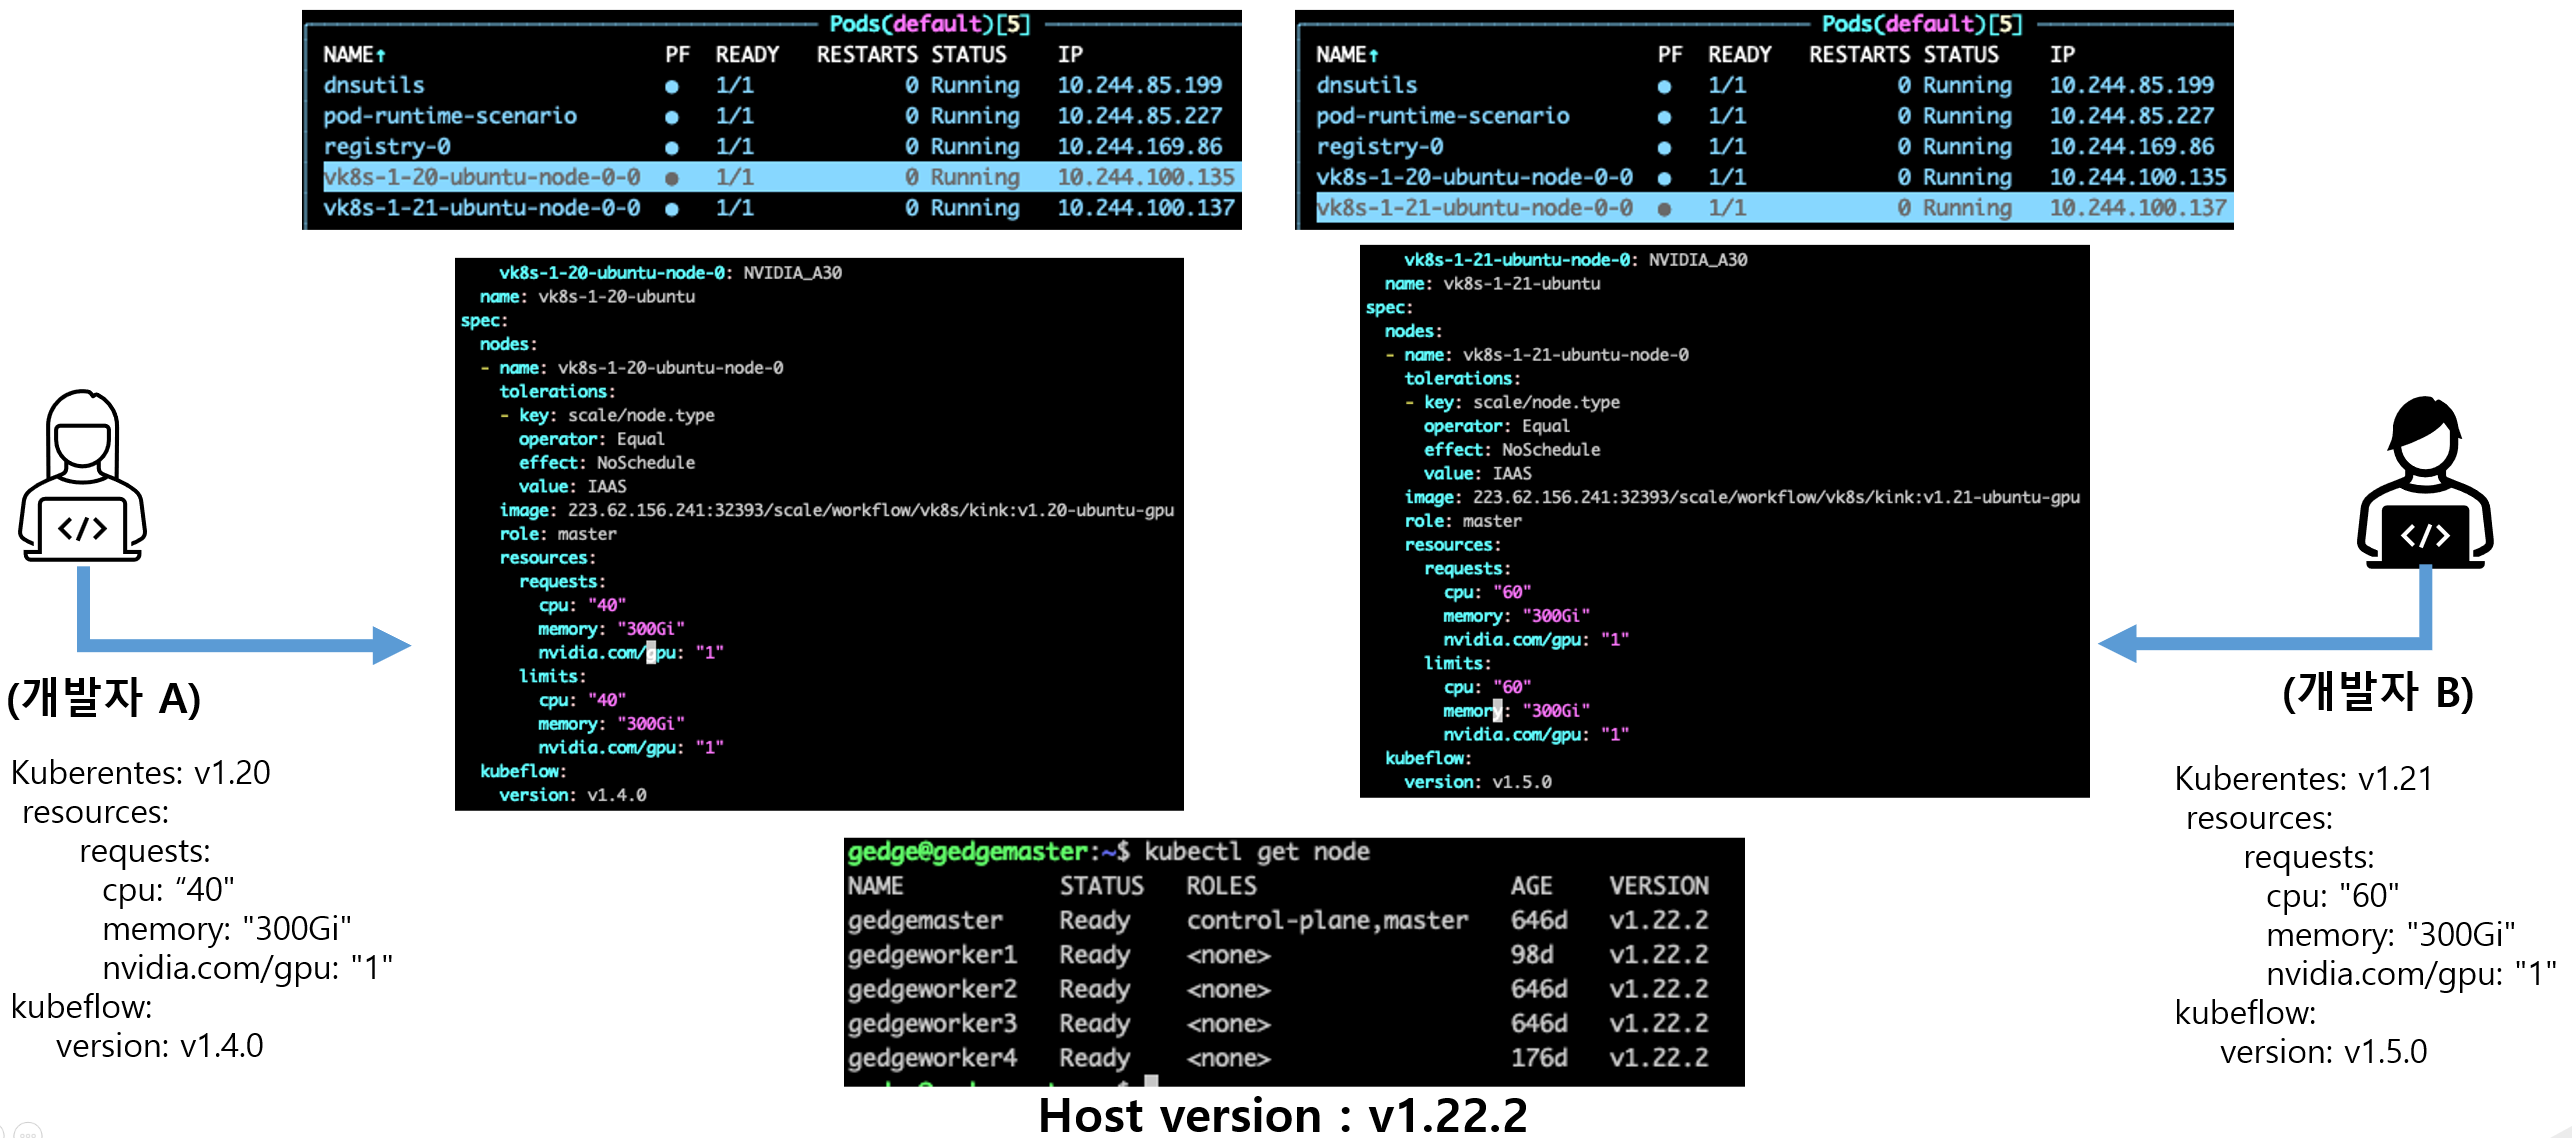 Pods(default)[5]
NAME↑ PF READY RESTARTS STATUS IP
dnsutils ● 1/1 0 Running 10.244.85.199
pod-runtime-scenario ● 1/1 0 Running 10.244.85.227
registry-0 ● 1/1 0 Running 10.244.169.86
vk8s-1-20-ubuntu-node-0-0 ● 1/1 0 Running 10.244.100.135
vk8s-1-21-ubuntu-node-0-0 ● 1/1 0 Running 10.244.100.137
Pods(default)[5]
NAME↑ PF READY RESTARTS STATUS IP
dnsutils ● 1/1 0 Running 10.244.85.199
pod-runtime-scenario ● 1/1 0 Running 10.244.85.227
registry-0 ● 1/1 0 Running 10.244.169.86
vk8s-1-20-ubuntu-node-0-0 ● 1/1 0 Running 10.244.100.135
vk8s-1-21-ubuntu-node-0-0 ● 1/1 0 Running 10.244.100.137
vk8s-1-20-ubuntu-node-0: NVIDIA_A30
name: vk8s-1-20-ubuntu
spec:
nodes:
- name: vk8s-1-20-ubuntu-node-0
tolerations:
- key: scale/node.type
operator: Equal
effect: NoSchedule
value: IAAS
image: 223.62.156.241:32393/scale/workflow/vk8s/kink:v1.20-ubuntu-gpu
role: master
resources:
requests:
cpu: "40"
memory: "300Gi"
nvidia.com/gpu: "1"
limits:
cpu: "40"
memory: "300Gi"
nvidia.com/gpu: "1"
kubeflow:
version: v1.4.0
vk8s-1-21-ubuntu-node-0: NVIDIA_A30
name: vk8s-1-21-ubuntu
spec:
nodes:
- name: vk8s-1-21-ubuntu-node-0
tolerations:
- key: scale/node.type
operator: Equal
effect: NoSchedule
value: IAAS
image: 223.62.156.241:32393/scale/workflow/vk8s/kink:v1.21-ubuntu-gpu
role: master
resources:
requests:
cpu: "60"
memory: "300Gi"
nvidia.com/gpu: "1"
limits:
cpu: "60"
memory: "300Gi"
nvidia.com/gpu: "1"
kubeflow:
version: v1.5.0
</>
(개발자 A)
Kuberentes: v1.20
resources:
requests:
cpu: “40"
memory: "300Gi"
nvidia.com/gpu: "1"
kubeflow:
version: v1.4.0
</>
(개발자 B)
Kuberentes: v1.21
resources:
requests:
cpu: "60"
memory: "300Gi"
nvidia.com/gpu: "1"
kubeflow:
version: v1.5.0
gedge@gedgemaster:~$ kubectl get node
NAME STATUS ROLES AGE VERSION
gedgemaster Ready control-plane,master 646d v1.22.2
gedgeworker1 Ready <none> 98d v1.22.2
gedgeworker2 Ready <none> 646d v1.22.2
gedgeworker3 Ready <none> 646d v1.22.2
gedgeworker4 Ready <none> 176d v1.22.2
Host version : v1.22.2